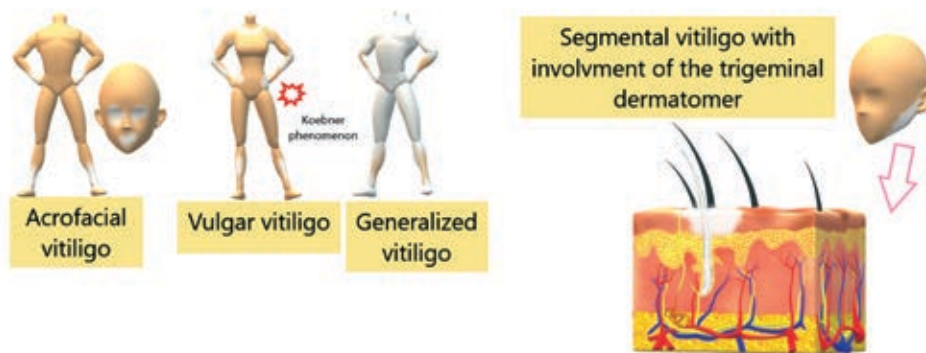 Acrofacial
vitiligo
Vulgar vitiligo
Koebner
phenomenon
Generalized
vitiligo
Segmental vitiligo with
involvment of the trigeminal
dermatomer